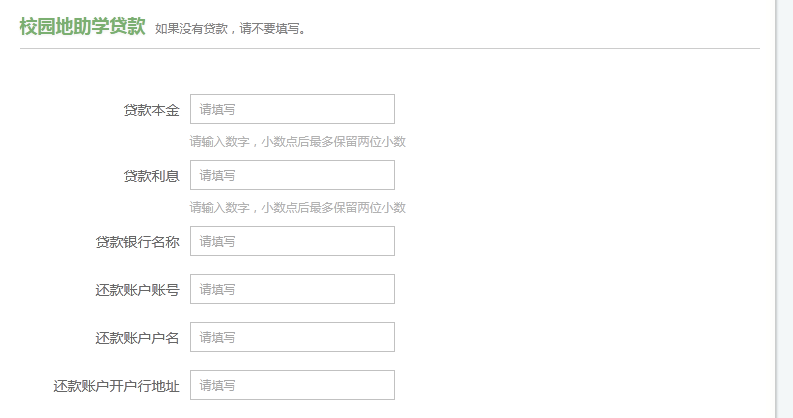 校园地助学贷款 如果没有贷款，请不要填写。
贷款本金 请填写
请输入数字，小数点后最多保留两位小数
贷款利息 请填写
请输入数字，小数点后最多保留两位小数
贷款银行名称 请填写
还款账户账号 请填写
还款账户户名 请填写
还款账户开户行地址 请填写